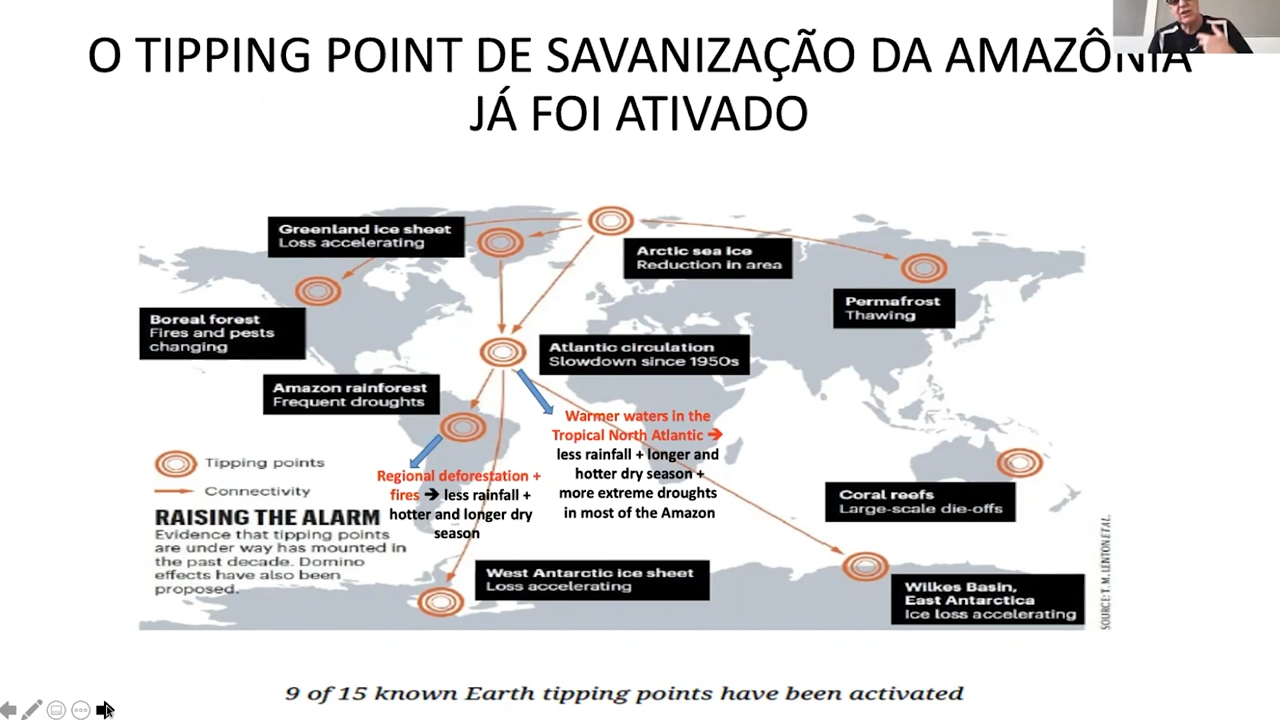 O TIPPING POINT DE SAVANIZAÇÃO DA AMAZÔNIA
JÁ FOI ATIVADO
Greenland ice sheet
Loss accelerating
Arctic sea ice
Reduction in area
Permafrost
Thawing
Boreal forest
Fires and pests
changing
Atlantic circulation
Slowdown since 1950s
Amazon rainforest
Frequent droughts
Warmer waters in the
Tropical North Atlantic ➔
less rainfall + longer and
hotter dry season +
more extreme droughts
in most of the Amazon
Regional deforestation +
fires ➔ less rainfall +
hotter and longer dry
season
Tipping points
Connectivity
RAISING THE ALARM
Evidence that tipping points
are under way has mounted in
the past decade. Domino
effects have also been
proposed.
Coral reefs
Large-scale die-offs
West Antarctic ice sheet
Loss accelerating
Wilkes Basin,
East Antarctica
Ice loss accelerating
SOURCE: T. M. LENTON ET AL.
9 of 15 known Earth tipping points have been activated